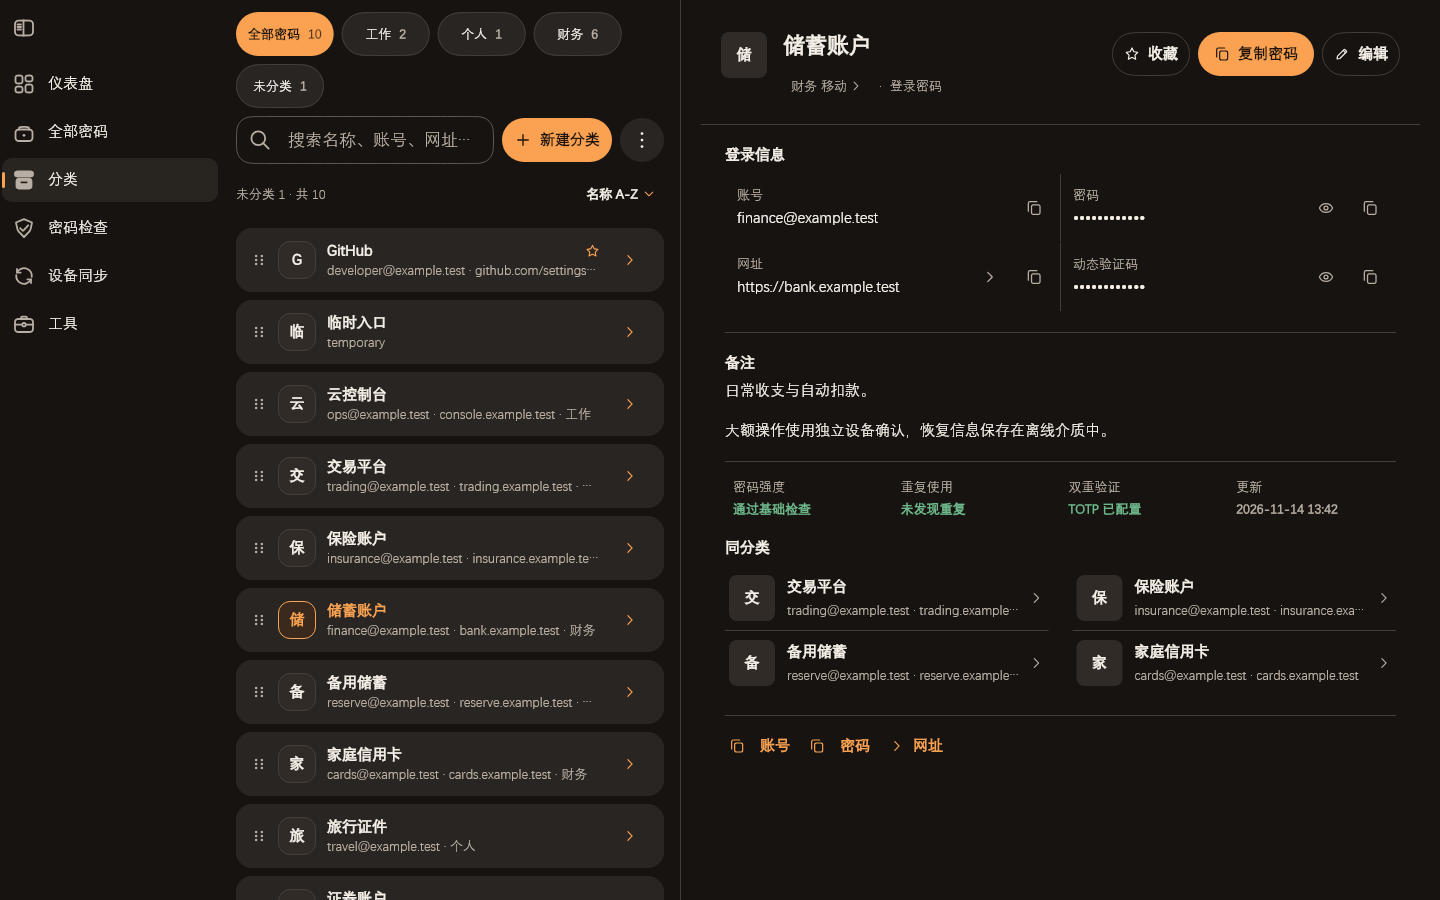 仪表盘
全部密码
分类
密码检查
设备同步
工具
全部密码 10
工作 2
个人 1
财务 6
未分类 1
搜索名称、账号、网址…
新建分类
未分类 1 · 共 10
名称 A-Z
G
GitHub
developer@example.test · github.com/settings…
临
临时入口
temporary
云
云控制台
ops@example.test · console.example.test · 工作
交
交易平台
trading@example.test · trading.example.test · …
保
保险账户
insurance@example.test · insurance.example.te…
储
储蓄账户
finance@example.test · bank.example.test · 财务
备
备用储蓄
reserve@example.test · reserve.example.test · …
家
家庭信用卡
cards@example.test · cards.example.test · 财务
旅
旅行证件
travel@example.test · 个人
证券账户
储
储蓄账户
财务 移动 · 登录密码
收藏
复制密码
编辑
登录信息
账号
finance@example.test
密码
••••••••••••
网址
https://bank.example.test
动态验证码
••••••••••••
备注
日常收支与自动扣款。
大额操作使用独立设备确认，恢复信息保存在离线介质中。
密码强度
通过基础检查
重复使用
未发现重复
双重验证
TOTP 已配置
更新
2026-11-14 13:42
同分类
交
交易平台
trading@example.test · trading.example…
保
保险账户
insurance@example.test · insurance.exa…
备
备用储蓄
reserve@example.test · reserve.example…
家
家庭信用卡
cards@example.test · cards.example.test
账号
密码
网址